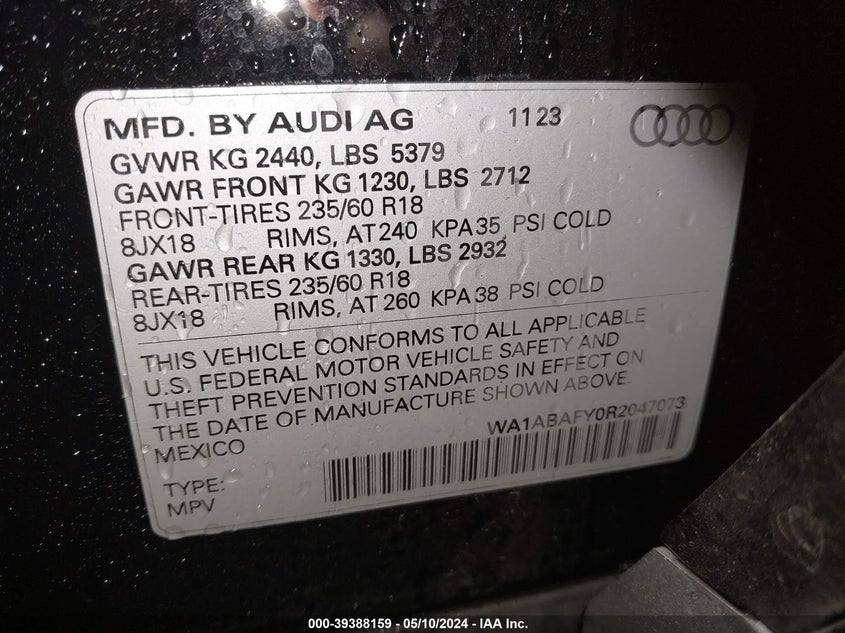 MFD. BY AUDI AG 11 23
GVWR KG 2440, LBS 5379
GAWR FRONT KG 1230, LBS 2712
FRONT-TIRES 235/60 R18
8JX18 RIMS, AT 240 KPA 35 PSI COLD
GAWR REAR KG 1330, LBS 2932
REAR-TIRES 235/60 R18
8JX18 RIMS, AT 260 KPA 38 PSI COLD
THIS VEHICLE CONFORMS TO ALL APPLICABLE
U.S. FEDERAL MOTOR VEHICLE SAFETY AND
THEFT PREVENTION STANDARDS IN EFFECT ON
THE DATE OF MANUFACTURE SHOWN ABOVE.
MEXICO WA1ABAFY0R2047073
TYPE:
MPV
000-39388159 - 05/10/2024 - IAA Inc.